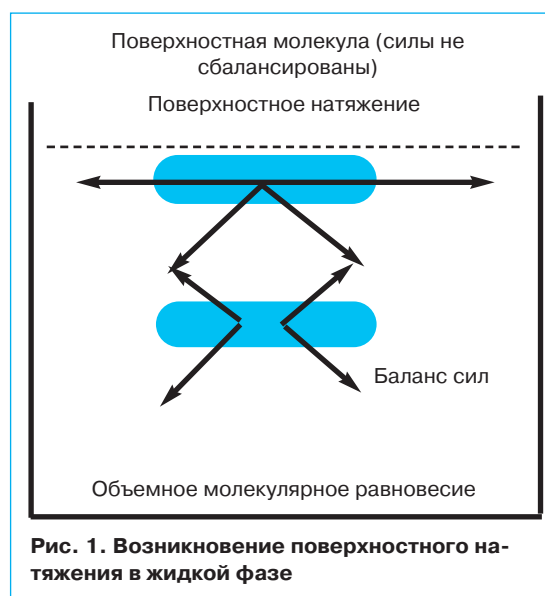 Поверхностная молекула (силы не
сбалансированы)
Поверхностное натяжение
Баланс сил
Объемное молекулярное равновесие
Рис. 1. Возникновение поверхностного на-
тяжения в жидкой фазе